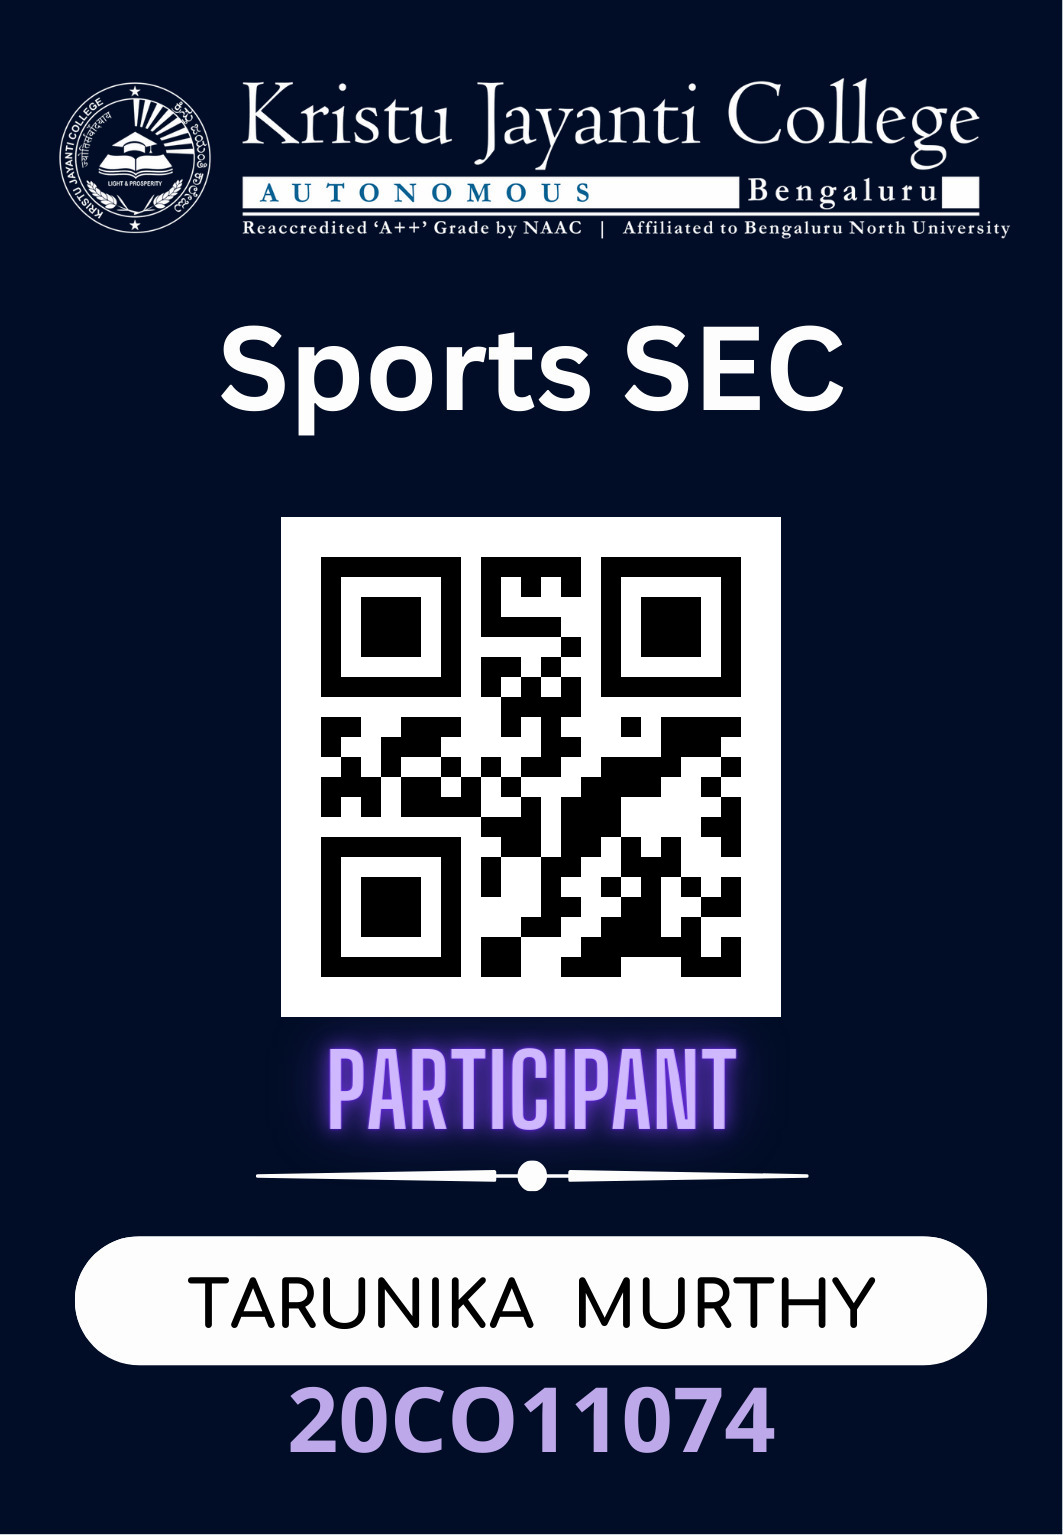 KRISTU JAYANTI COLLEGE
LIGHT & PROSPERITY
Kristu Jayanti College
AUTONOMOUS Bengaluru
Reaccredited ‘A++’ Grade by NAAC | Affiliated to Bengaluru North University
Sports SEC
PARTICIPANT
TARUNIKA MURTHY
20CO11074